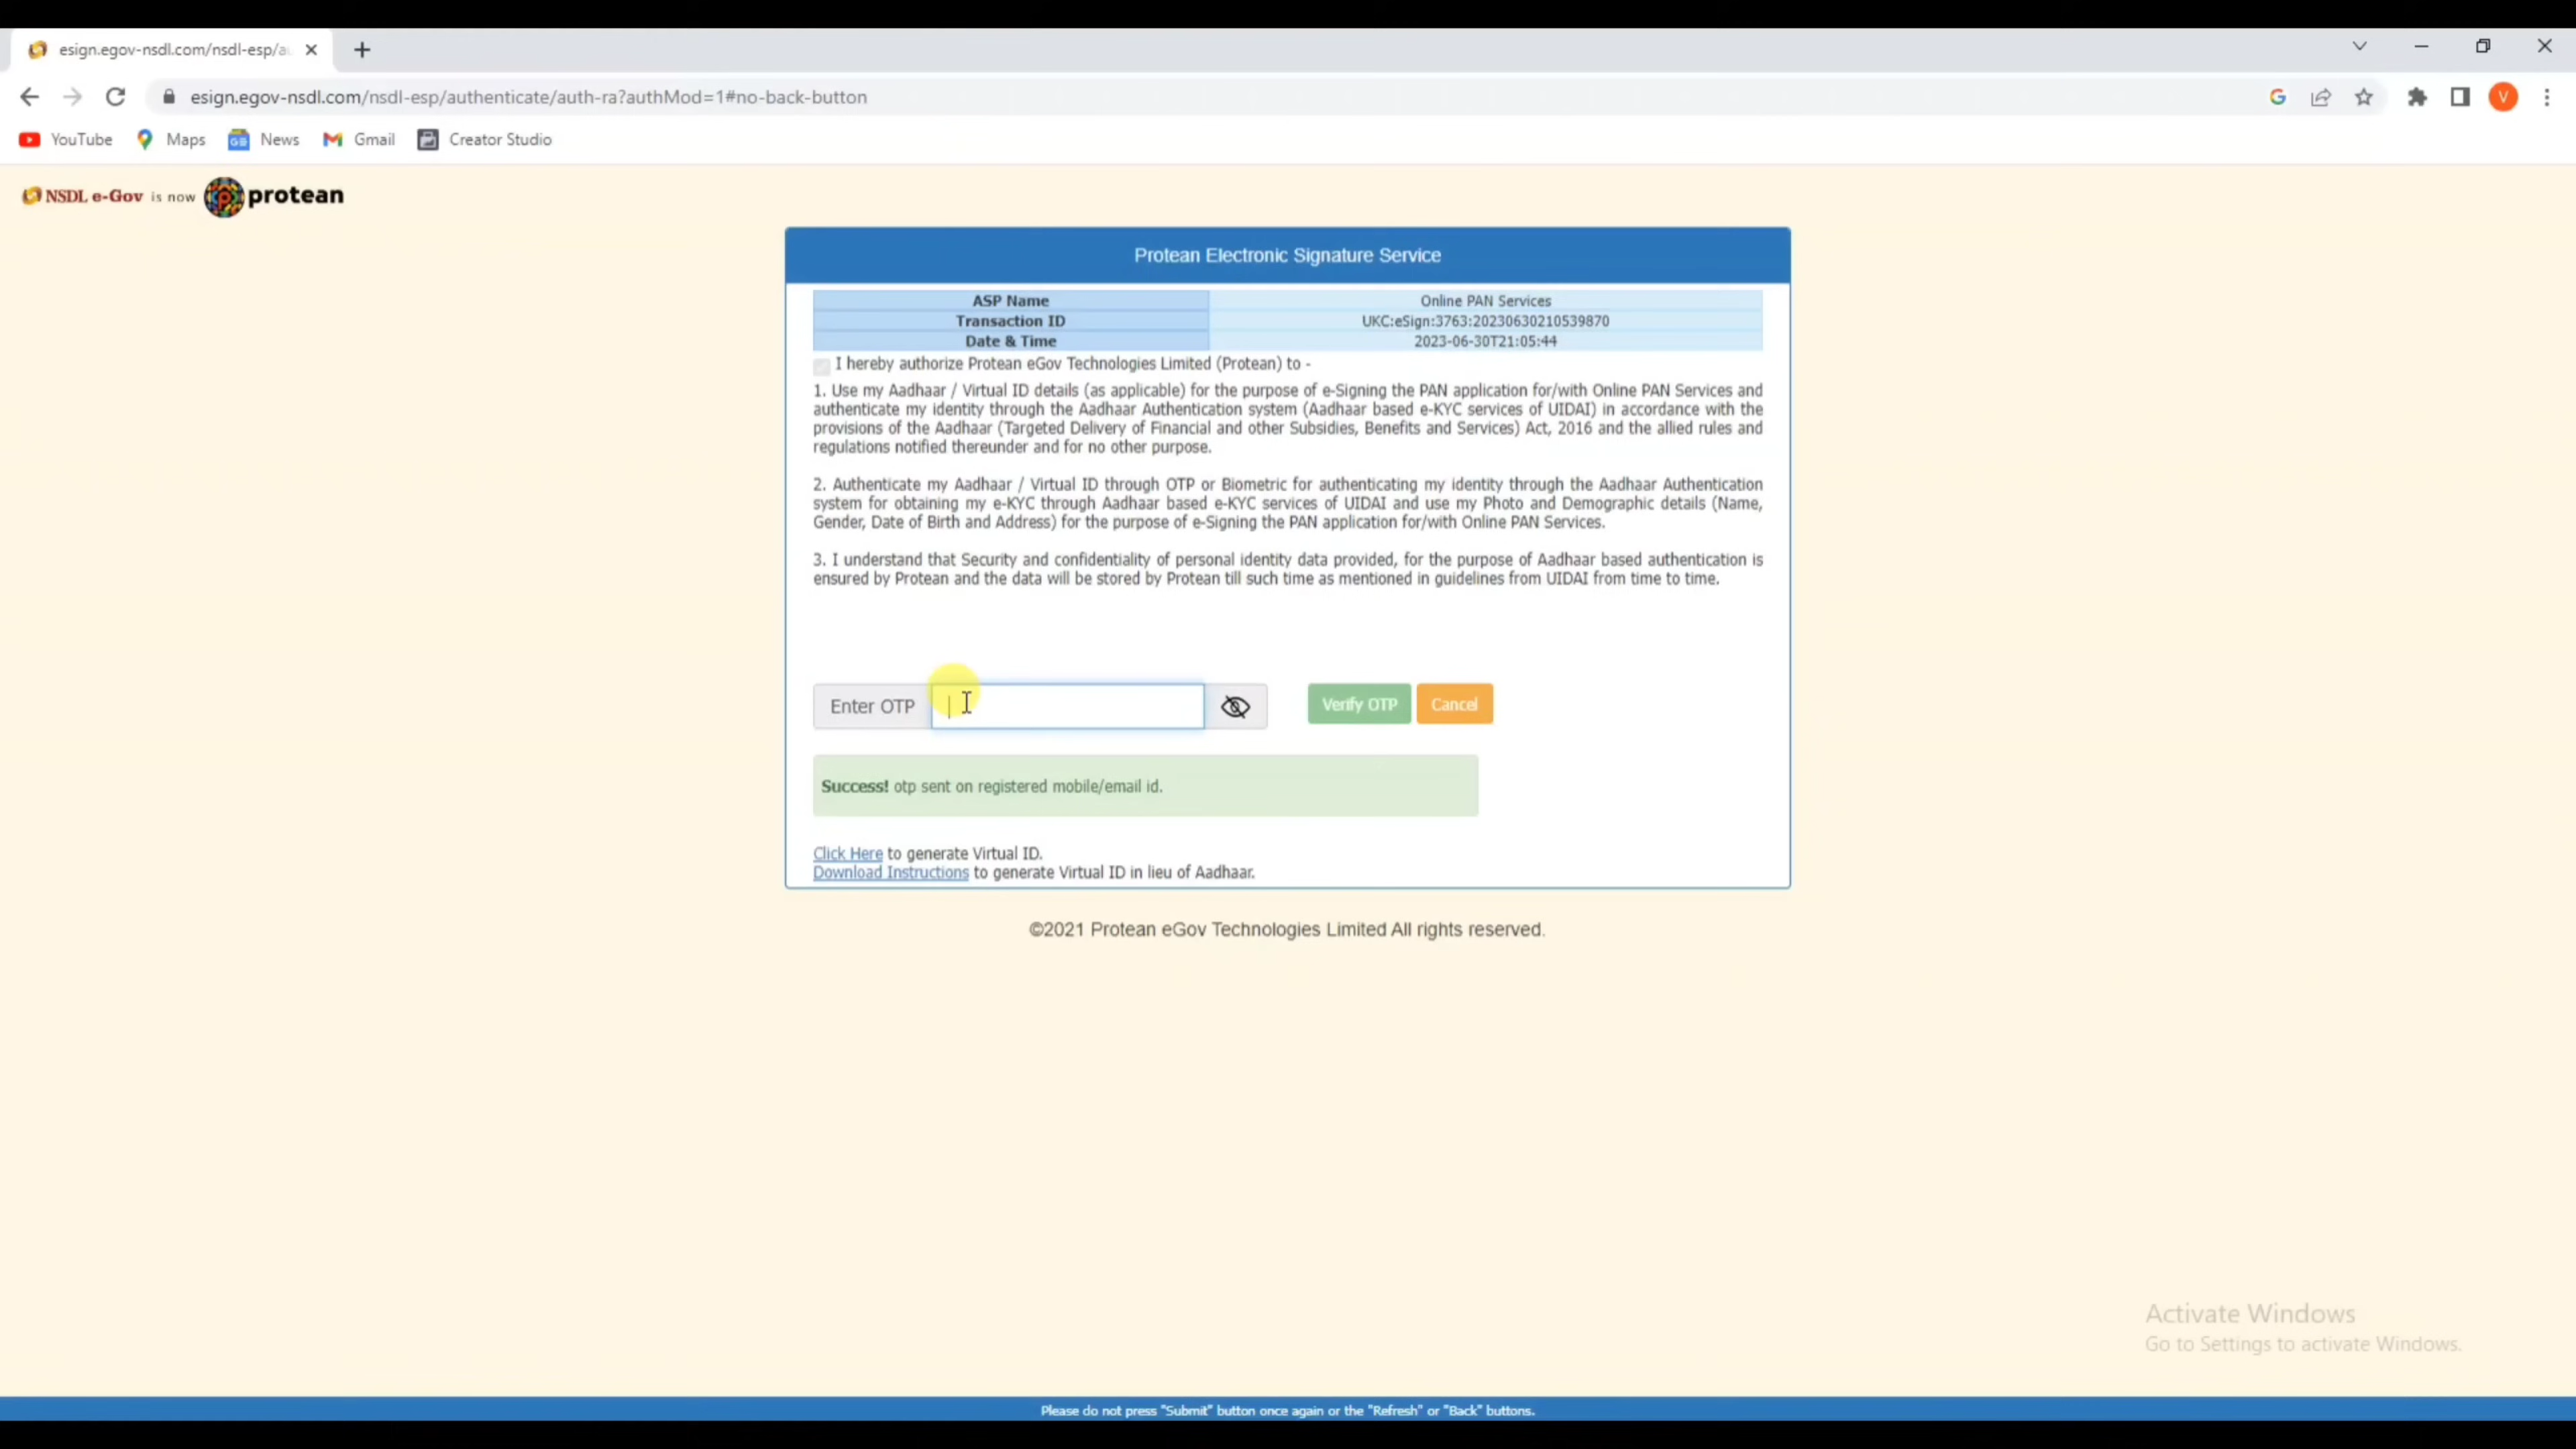 esign.egov-nsdl.com/nsdl-esp/au
esign.egov-nsdl.com/nsdl-esp/authenticate/auth-ra?authMod=1#no-back-button
V
YouTube Maps News Gmail Creator Studio
NSDL e-Gov is now protean
Protean Electronic Signature Service
ASP Name Online PAN Services
Transaction ID UKC:eSign:3763:20230630210539870
Date & Time 2023-06-30T21:05:44
I hereby authorize Protean eGov Technologies Limited (Protean) to -
1. Use my Aadhaar / Virtual ID details (as applicable) for the purpose of e-Signing the PAN application for/with Online PAN Services and
authenticate my identity through the Aadhaar Authentication system (Aadhaar based e-KYC services of UIDAI) in accordance with the
provisions of the Aadhaar (Targeted Delivery of Financial and other Subsidies, Benefits and Services) Act, 2016 and the allied rules and
regulations notified thereunder and for no other purpose.
2. Authenticate my Aadhaar / Virtual ID through OTP or Biometric for authenticating my identity through the Aadhaar Authentication
system for obtaining my e-KYC through Aadhaar based e-KYC services of UIDAI and use my Photo and Demographic details (Name,
Gender, Date of Birth and Address) for the purpose of e-Signing the PAN application for/with Online PAN Services.
3. I understand that Security and confidentiality of personal identity data provided, for the purpose of Aadhaar based authentication is
ensured by Protean and the data will be stored by Protean till such time as mentioned in guidelines from UIDAI from time to time.
Enter OTP Verify OTP Cancel
Success! otp sent on registered mobile/email id.
Click Here to generate Virtual ID.
Download Instructions to generate Virtual ID in lieu of Aadhaar.
©2021 Protean eGov Technologies Limited All rights reserved.
Activate Windows
Go to Settings to activate Windows.
Please do not press "Submit" button once again or the "Refresh" or "Back" buttons.